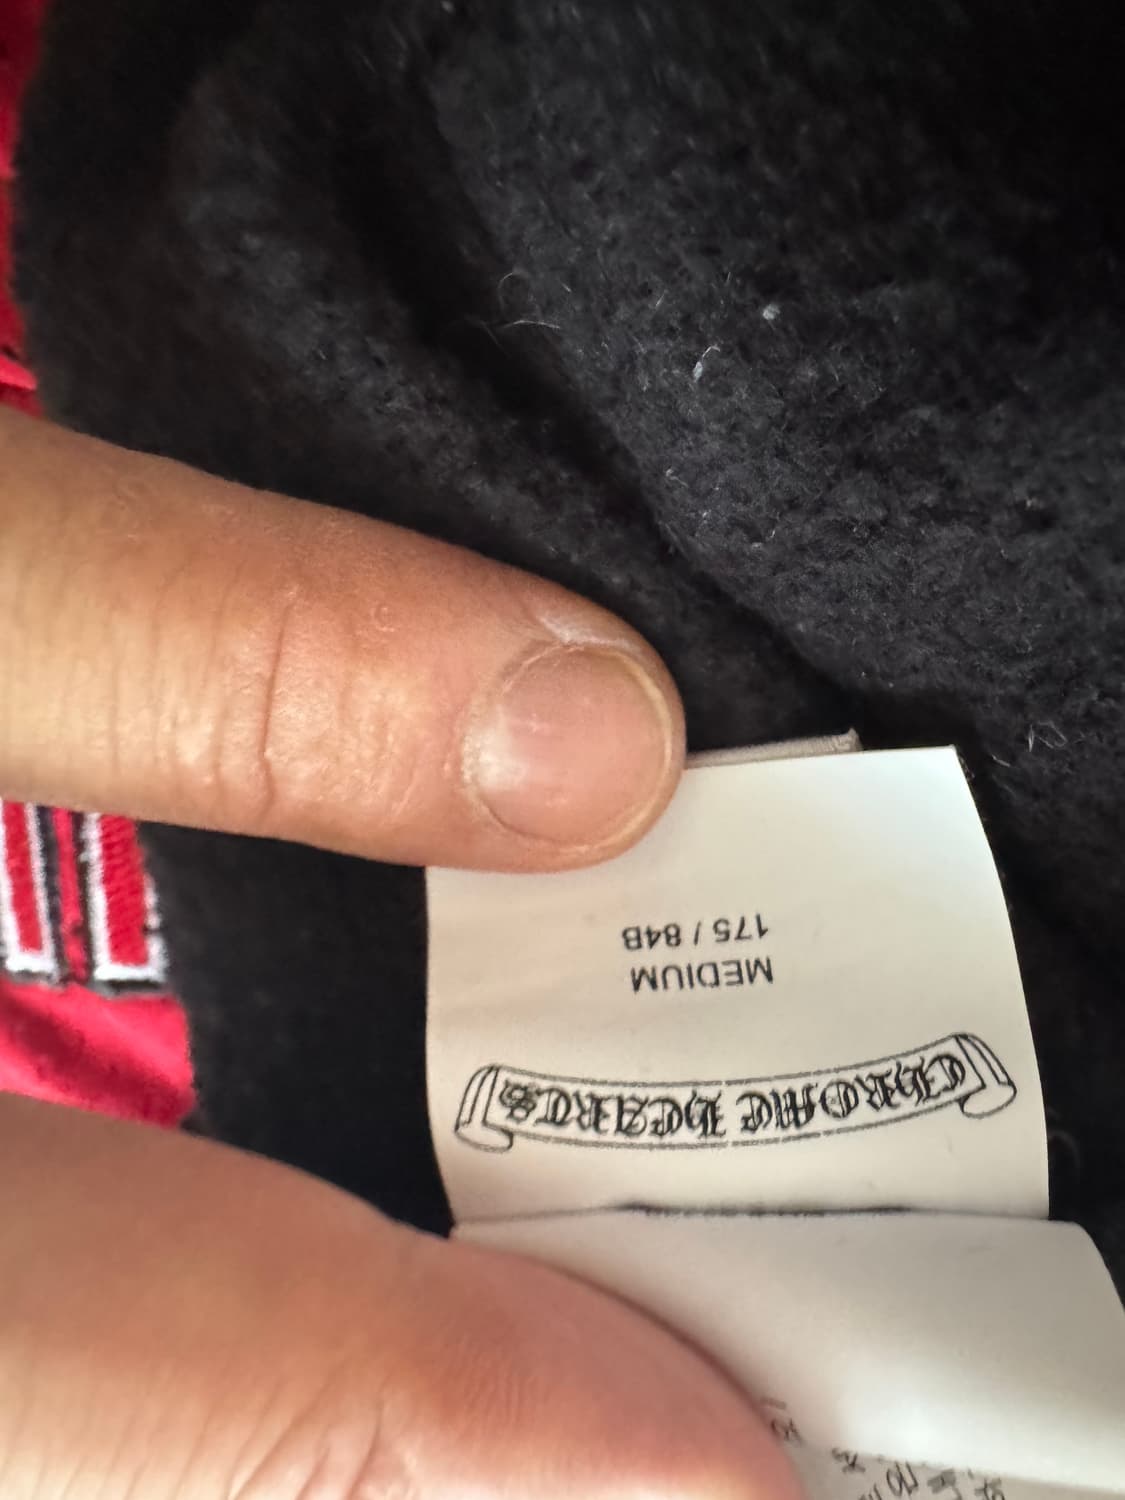 CHROME HEARTS
MEDIUM
175 / 84B